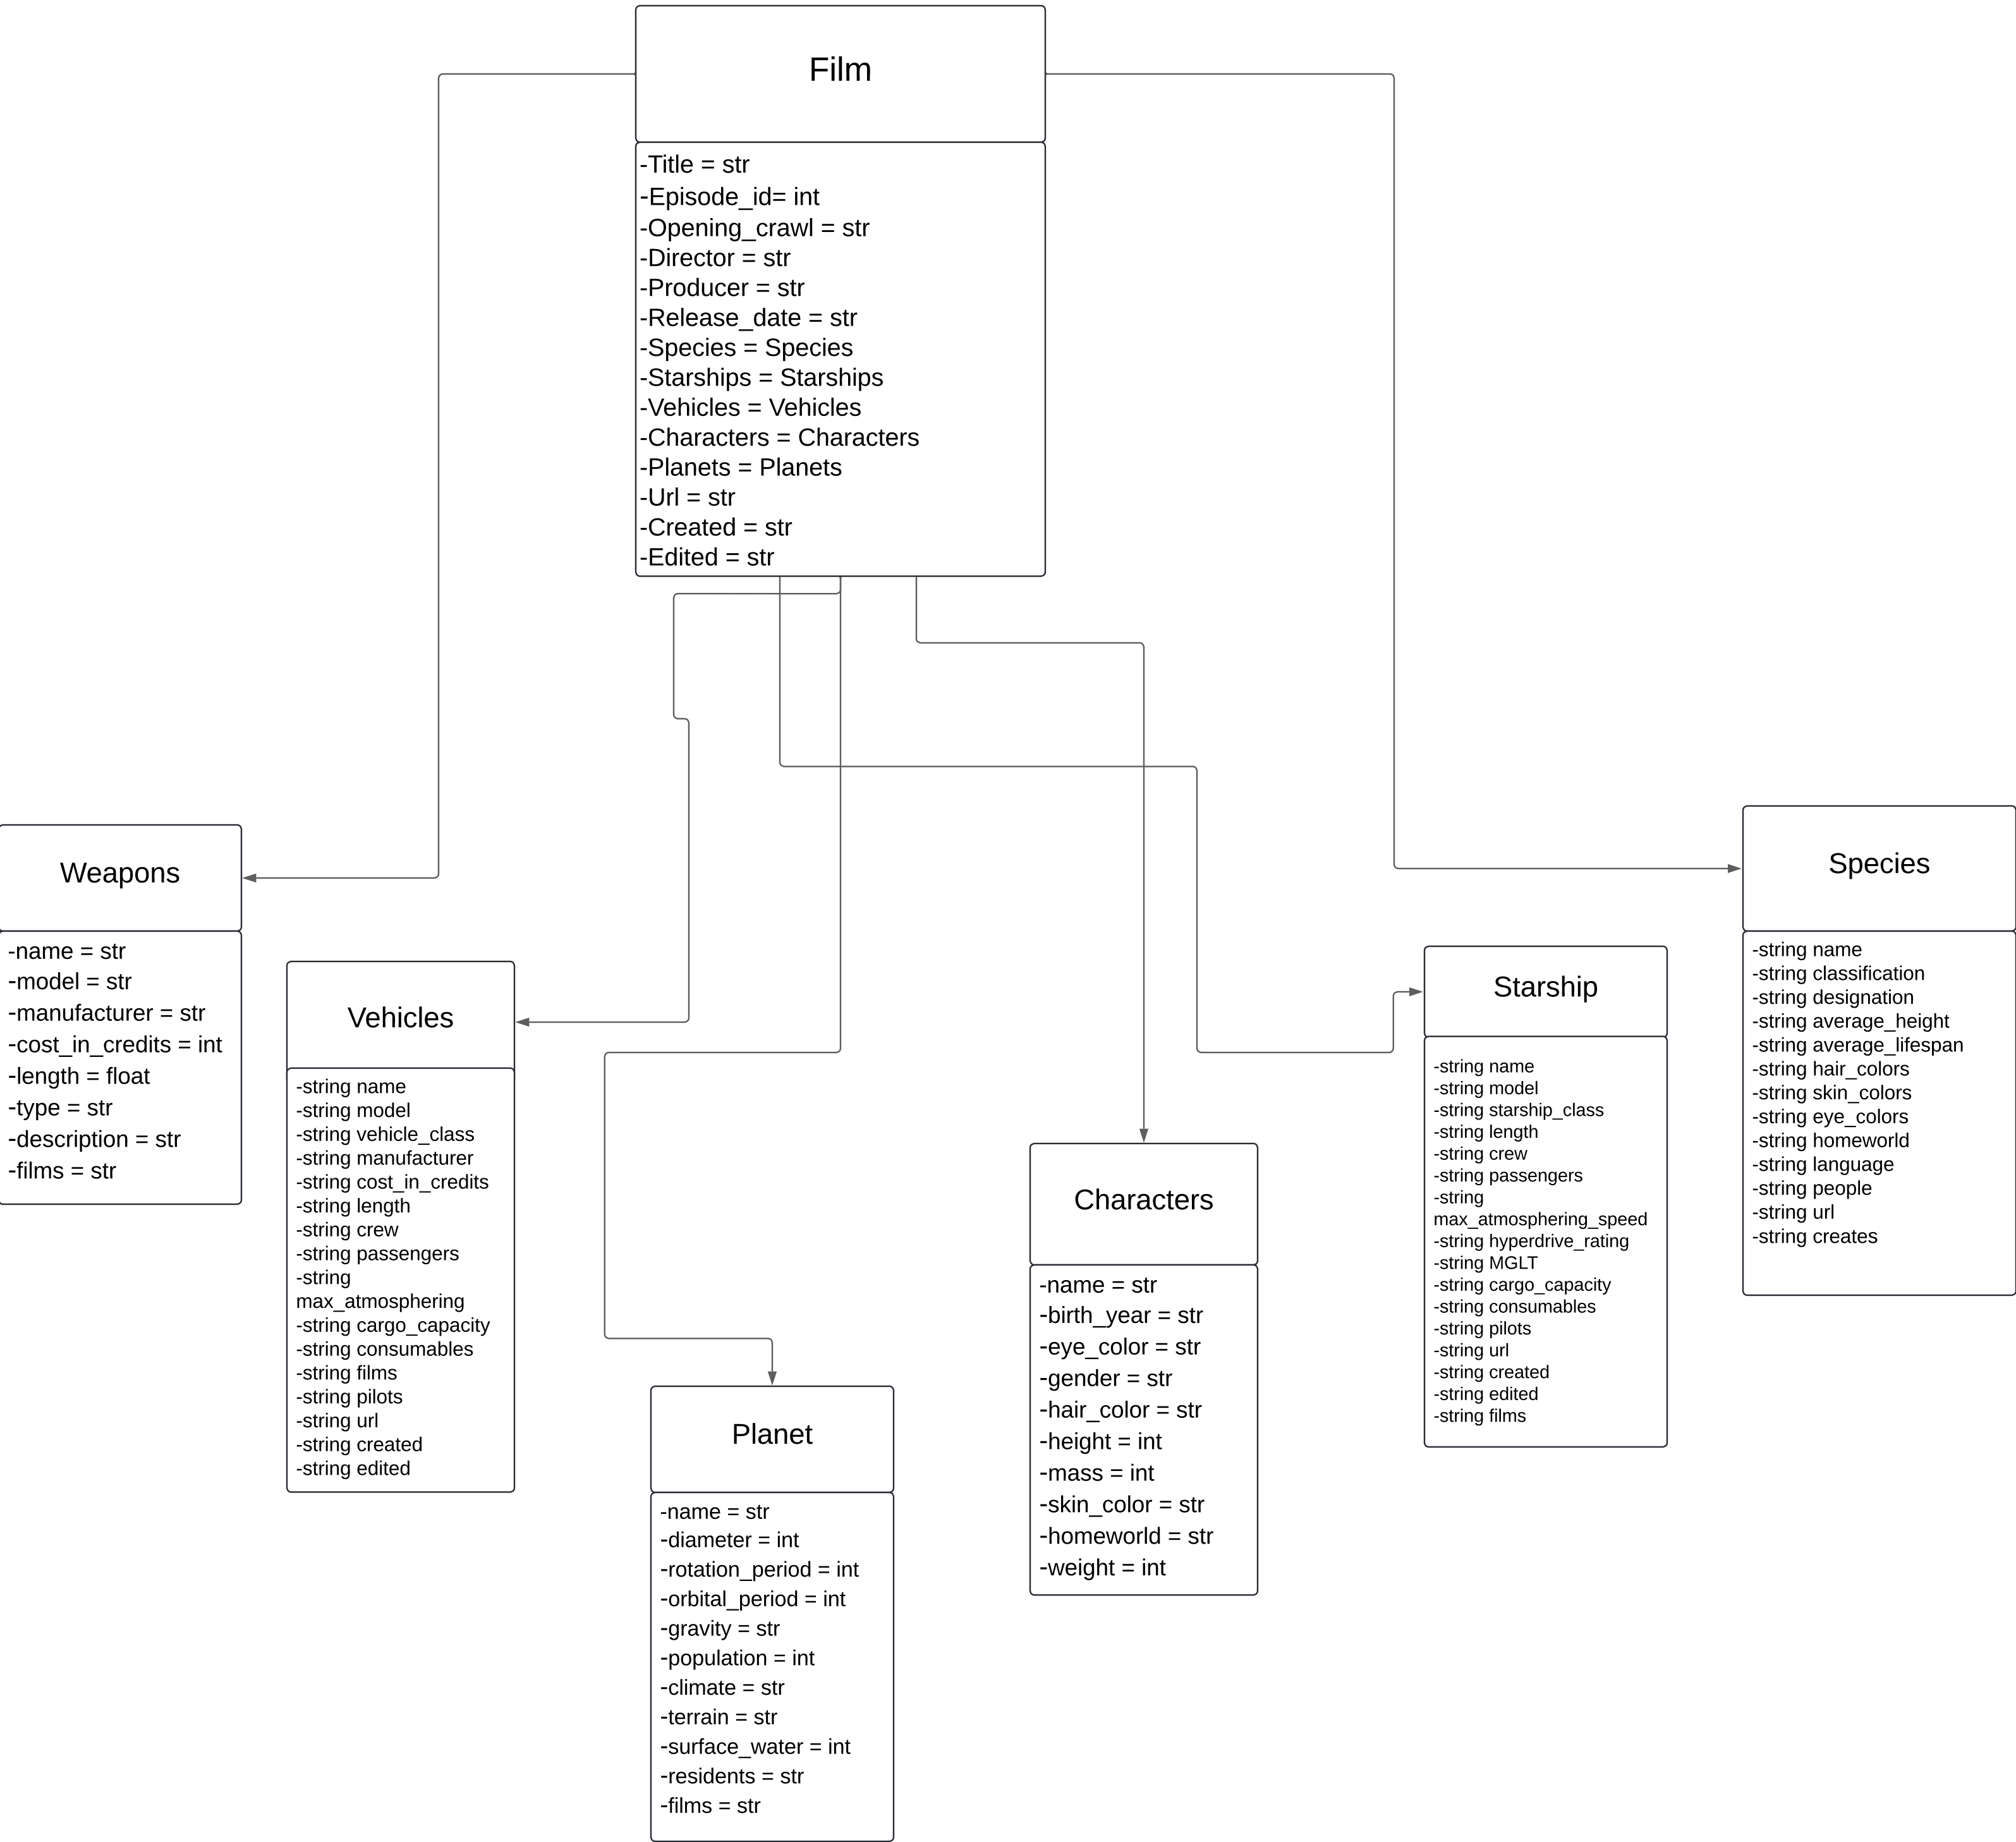 Film
-Title = str
-Episode_id= int
-Opening_crawl = str
-Director = str
-Producer = str
-Release_date = str
-Species = Species
-Starships = Starships
-Vehicles = Vehicles
-Characters = Characters
-Planets = Planets
-Url = str
-Created = str
-Edited = str
Weapons
-name = str
-model = str
-manufacturer = str
-cost_in_credits = int
-length = float
-type = str
-description = str
-films = str
Vehicles
-string name
-string model
-string vehicle_class
-string manufacturer
-string cost_in_credits
-string length
-string crew
-string passengers
-string
max_atmosphering
-string cargo_capacity
-string consumables
-string films
-string pilots
-string url
-string created
-string edited
Planet
-name = str
-diameter = int
-rotation_period = int
-orbital_period = int
-gravity = str
-population = int
-climate = str
-terrain = str
-surface_water = int
-residents = str
-films = str
Characters
-name = str
-birth_year = str
-eye_color = str
-gender = str
-hair_color = str
-height = int
-mass = int
-skin_color = str
-homeworld = str
-weight = int
Starship
-string name
-string model
-string starship_class
-string length
-string crew
-string passengers
-string
max_atmosphering_speed
-string hyperdrive_rating
-string MGLT
-string cargo_capacity
-string consumables
-string pilots
-string url
-string created
-string edited
-string films
Species
-string name
-string classification
-string designation
-string average_height
-string average_lifespan
-string hair_colors
-string skin_colors
-string eye_colors
-string homeworld
-string language
-string people
-string url
-string creates